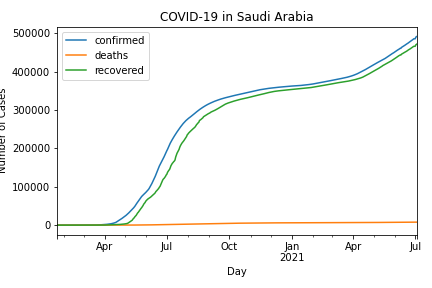 COVID-19 in Saudi Arabia
confirmed
deaths
recovered
500000
400000
300000
200000
100000
0
Number of Cases
Apr
Jul
Oct
Jan
2021
Apr
Jul
Day